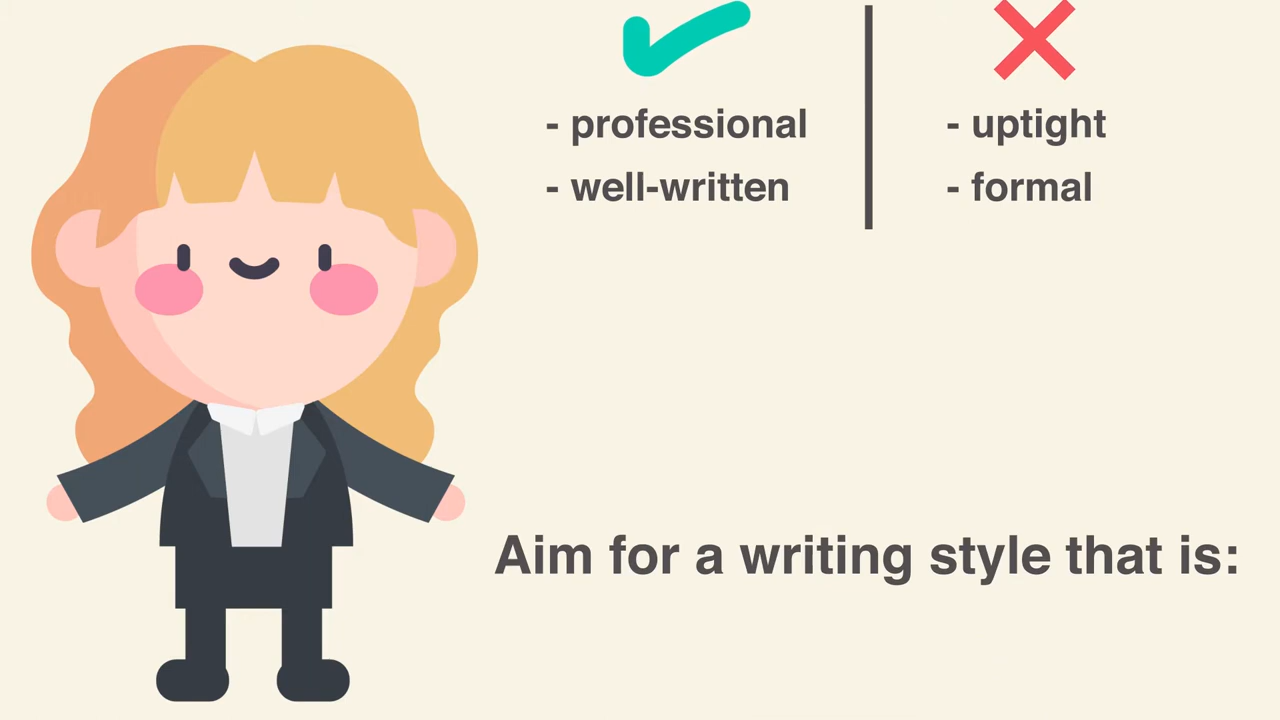 - professional
- well-written
- uptight
- formal
Aim for a writing style that is: